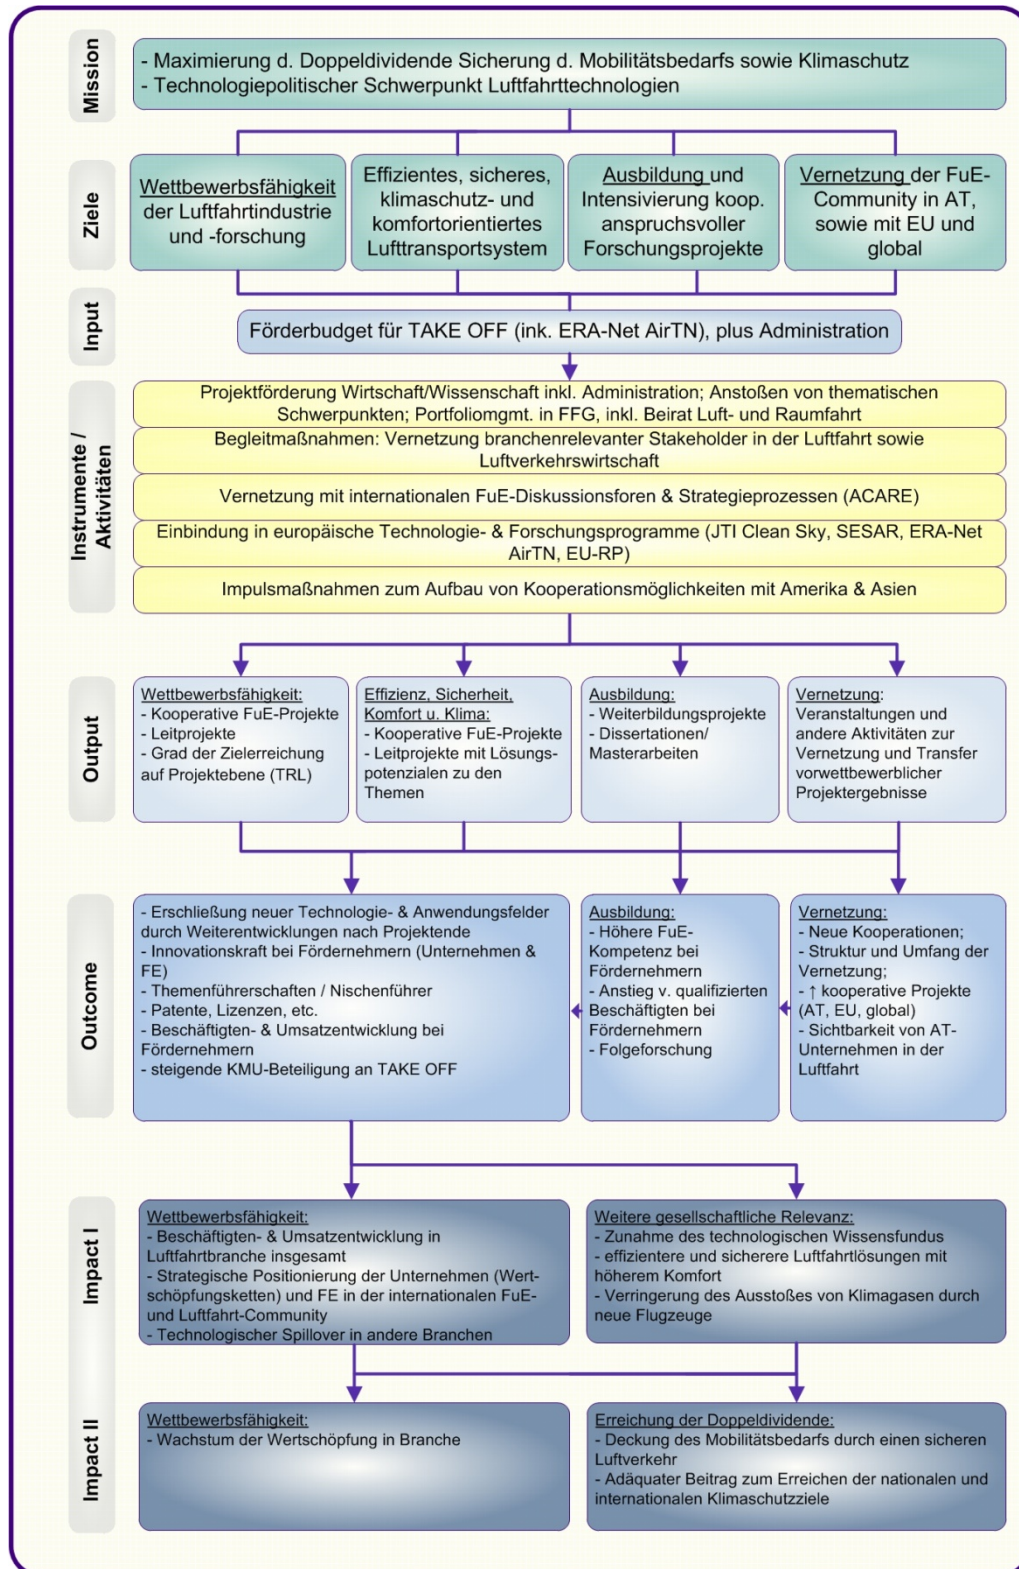 Mission
- Maximierung d. Doppeldividende Sicherung d. Mobilitätsbedarfs sowie Klimaschutz
- Technologiepolitischer Schwerpunkt Luftfahrttechnologien
Ziele
Wettbewerbsfähigkeit
der Luftfahrtindustrie
und -forschung
Effizientes, sicheres,
klimaschutz- und
komfortorientiertes
Lufttransportsystem
Ausbildung und
Intensivierung koop.
anspruchsvoller
Forschungsprojekte
Vernetzung der FuE-
Community in AT,
sowie mit EU und
global
Input
Förderbudget für TAKE OFF (ink. ERA-Net AirTN), plus Administration
Instrumente /
Aktivitäten
Projektförderung Wirtschaft/Wissenschaft inkl. Administration; Anstoßen von thematischen
Schwerpunkten; Portfoliomgmt. in FFG, inkl. Beirat Luft- und Raumfahrt
Begleitmaßnahmen: Vernetzung branchenrelevanter Stakeholder in der Luftfahrt sowie
Luftverkehrswirtschaft
Vernetzung mit internationalen FuE-Diskussionsforen & Strategieprozessen (ACARE)
Einbindung in europäische Technologie- & Forschungsprogramme (JTI Clean Sky, SESAR, ERA-Net
AirTN, EU-RP)
Impulsmaßnahmen zum Aufbau von Kooperationsmöglichkeiten mit Amerika & Asien
Output
Wettbewerbsfähigkeit:
- Kooperative FuE-Projekte
- Leitprojekte
- Grad der Zielerreichung
auf Projektebene (TRL)
Effizienz, Sicherheit,
Komfort u. Klima:
- Kooperative FuE-Projekte
- Leitprojekte mit Lösungs-
potenzialen zu den
Themen
Ausbildung:
- Weiterbildungsprojekte
- Dissertationen/
Masterarbeiten
Vernetzung:
Veranstaltungen und
andere Aktivitäten zur
Vernetzung und Transfer
vorwettbewerblicher
Projektergebnisse
Outcome
- Erschließung neuer Technologie- & Anwendungsfelder
durch Weiterentwicklungen nach Projektende
- Innovationskraft bei Fördernehmern (Unternehmen &
FE)
- Themenführerschaften / Nischenführer
- Patente, Lizenzen, etc.
- Beschäftigten- & Umsatzentwicklung bei
Fördernehmern
- steigende KMU-Beteiligung an TAKE OFF
Ausbildung:
- Höhere FuE-
Kompetenz bei
Fördernehmern
- Anstieg v. qualifizierten
Beschäftigten bei
Fördernehmern
- Folgeforschung
Vernetzung:
- Neue Kooperationen;
- Struktur und Umfang der
Vernetzung;
- ↑ kooperative Projekte
(AT, EU, global)
- Sichtbarkeit von AT-
Unternehmen in der
Luftfahrt
Impact I
Wettbewerbsfähigkeit:
- Beschäftigten- & Umsatzentwicklung in
Luftfahrtbranche insgesamt
- Strategische Positionierung der Unternehmen (Wert-
schöpfungsketten) und FE in der internationalen FuE-
und Luftfahrt-Community
- Technologischer Spillover in andere Branchen
Weitere gesellschaftliche Relevanz:
- Zunahme des technologischen Wissensfundus
- effizientere und sicherere Luftfahrtlösungen mit
höherem Komfort
- Verringerung des Ausstoßes von Klimagasen durch
neue Flugzeuge
Impact II
Wettbewerbsfähigkeit:
- Wachstum der Wertschöpfung in Branche
Erreichung der Doppeldividende:
- Deckung des Mobilitätsbedarfs durch einen sicheren
Luftverkehr
- Adäquater Beitrag zum Erreichen der nationalen und
internationalen Klimaschutzziele